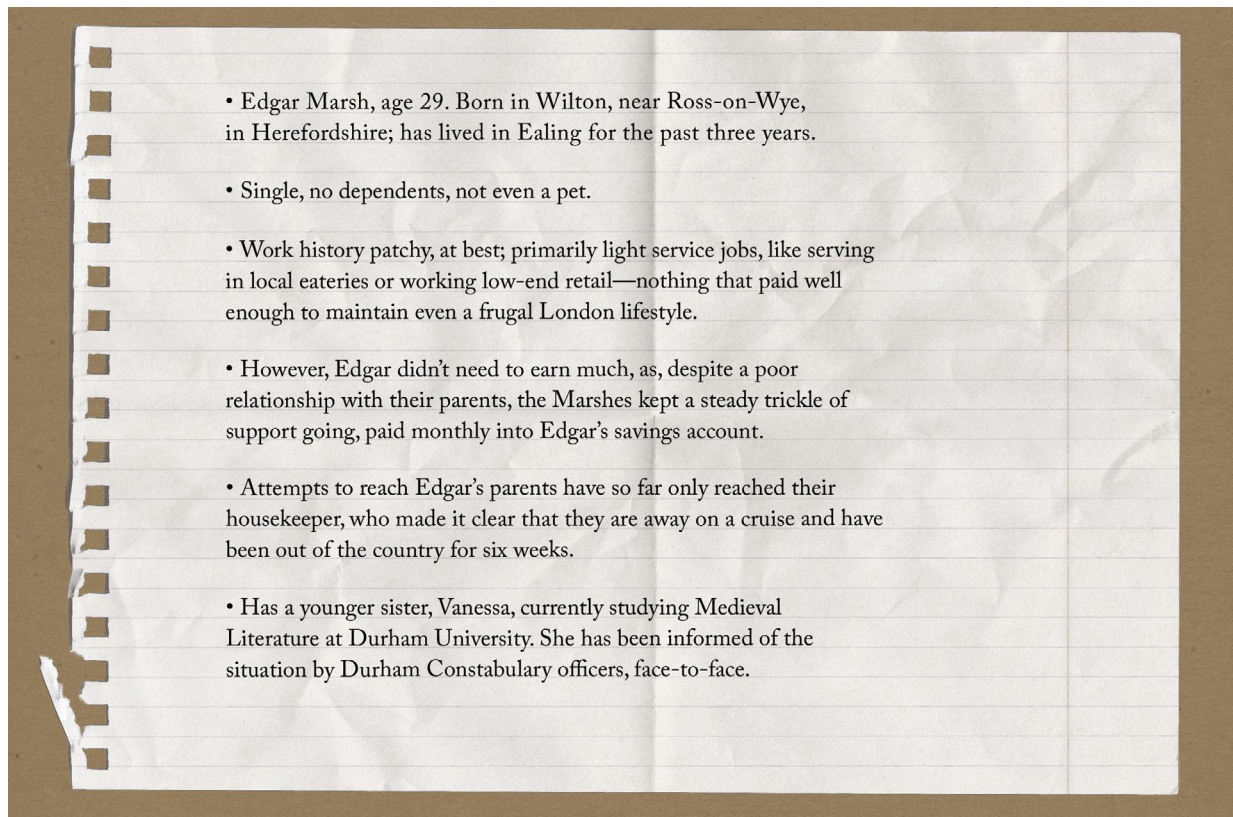 • Edgar Marsh, age 29. Born in Wilton, near Ross-on-Wye,
in Herefordshire; has lived in Ealing for the past three years.
• Single, no dependents, not even a pet.
• Work history patchy, at best; primarily light service jobs, like serving
in local eateries or working low-end retail—nothing that paid well
enough to maintain even a frugal London lifestyle.
• However, Edgar didn’t need to earn much, as, despite a poor
relationship with their parents, the Marshes kept a steady trickle of
support going, paid monthly into Edgar’s savings account.
• Attempts to reach Edgar’s parents have so far only reached their
housekeeper, who made it clear that they are away on a cruise and have
been out of the country for six weeks.
• Has a younger sister, Vanessa, currently studying Medieval
Literature at Durham University. She has been informed of the
situation by Durham Constabulary officers, face-to-face.